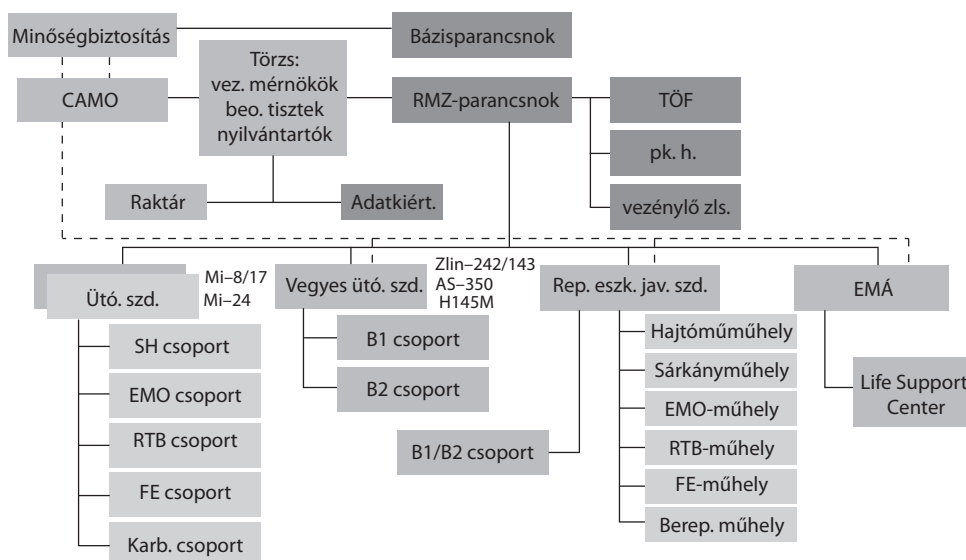 Minőségbiztosítás
Bázisparancsnok
Törzs:
vez. mérnökök
beo. tisztek
nyilvántartók
CAMO
RMZ-parancsnok
TÖF
pk. h.
vezénylő zls.
Raktár
Adatkiért.
Ütő. szd.
Mi–8/17
Mi–24
Vegyes ütő. szd.
Zlin–242/143
AS–350
H145M
Rep. eszk. jav. szd.
EMÁ
SH csoport
EMO csoport
RTB csoport
FE csoport
Karb. csoport
B1 csoport
B2 csoport
B1/B2 csoport
Hajtóműműhely
Sárkányműhely
EMO-műhely
RTB-műhely
FE-műhely
Berep. műhely
Life Support
Center